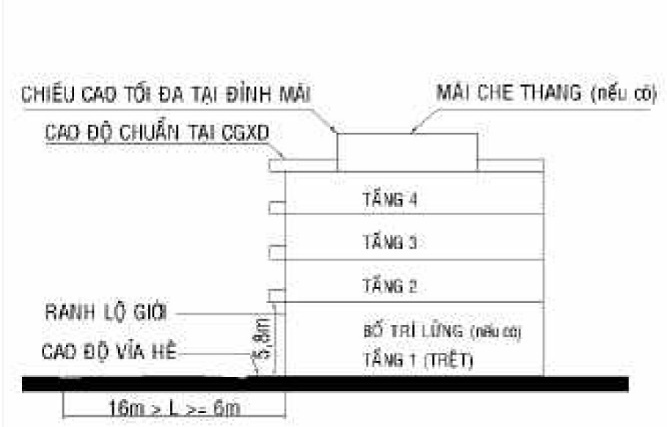 CHIỀU CAO TỐI ĐA TẠI ĐỈNH MÁI
MÁI CHE THANG (nếu có)
CAO ĐỘ CHUẨN TẠI CGXD
TẦNG 4
TẦNG 3
TẦNG 2
RANH LỘ GIỚI
5,8m
BỐ TRÍ LỬNG (nếu có)
CAO ĐỘ VỈA HÈ
TẦNG 1 (TRỆT)
16m > L >= 6m